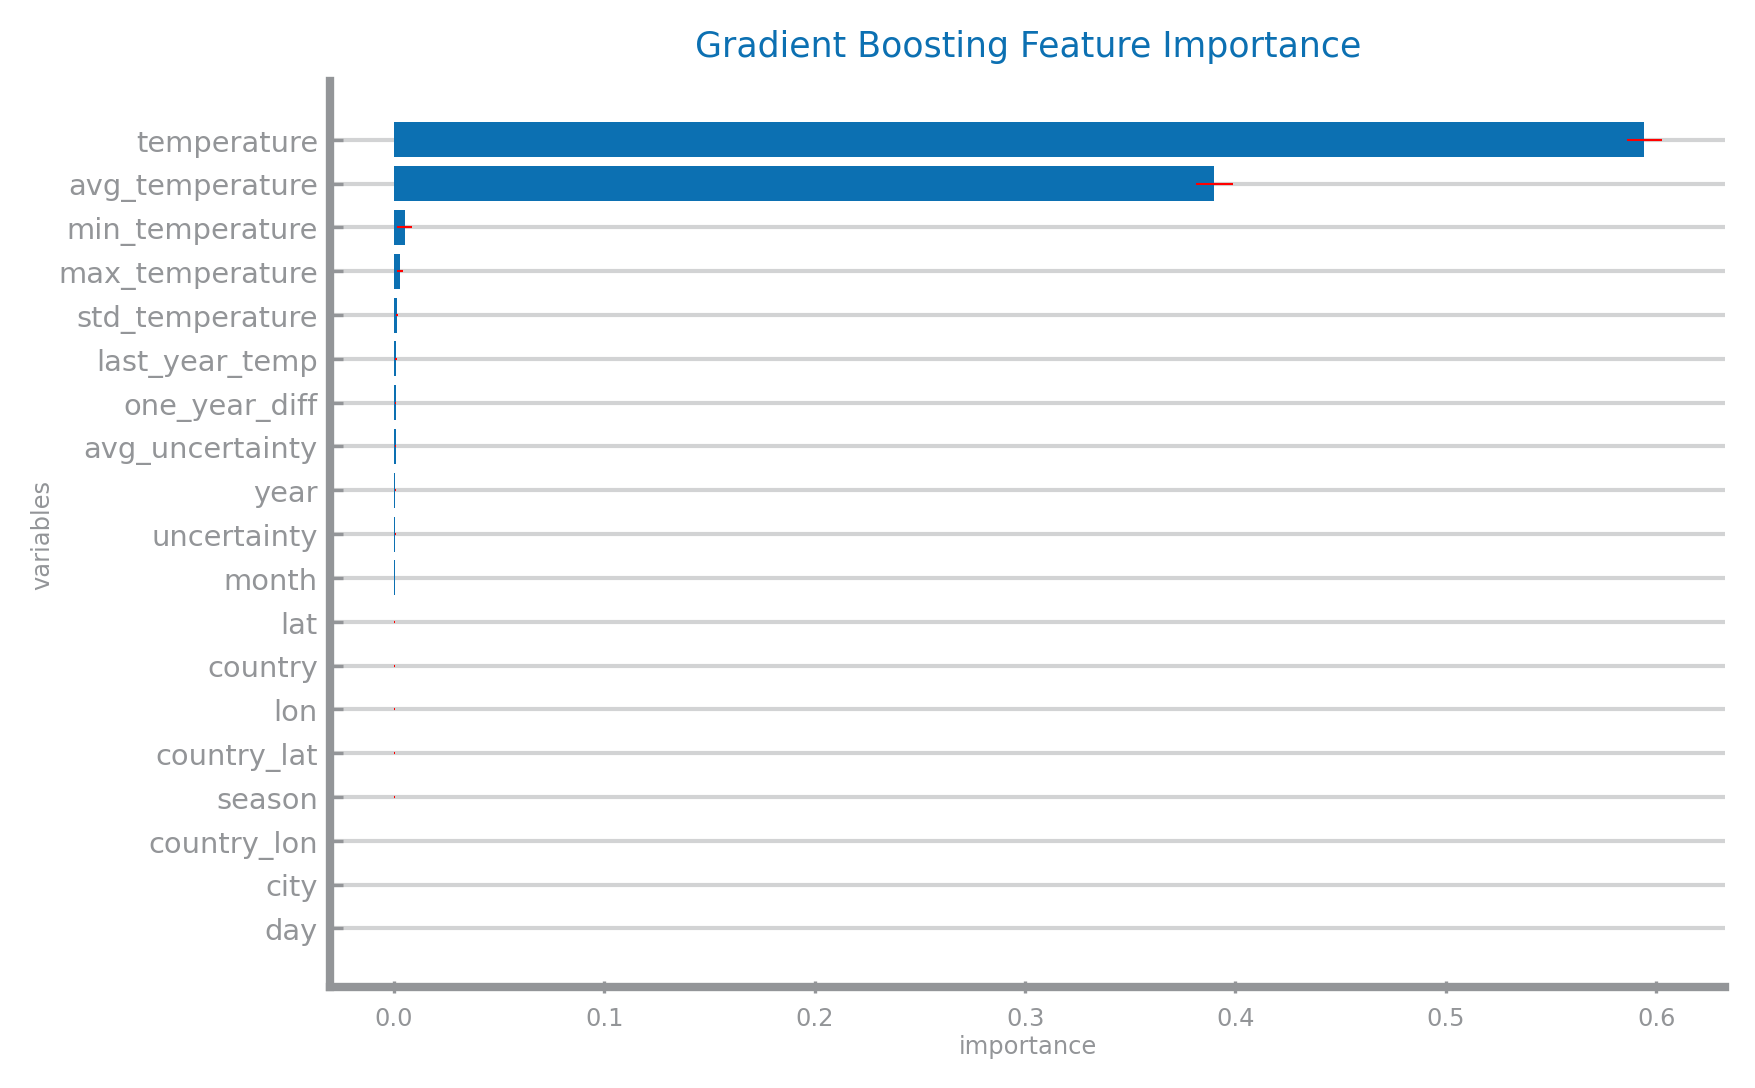 Gradient Boosting Feature Importance
temperature
avg_temperature
min_temperature
max_temperature
std_temperature
last_year_temp
one_year_diff
avg_uncertainty
year
uncertainty
month
lat
country
lon
country_lat
season
country_lon
city
day
variables
0.0 0.1 0.2 0.3 0.4 0.5 0.6
importance